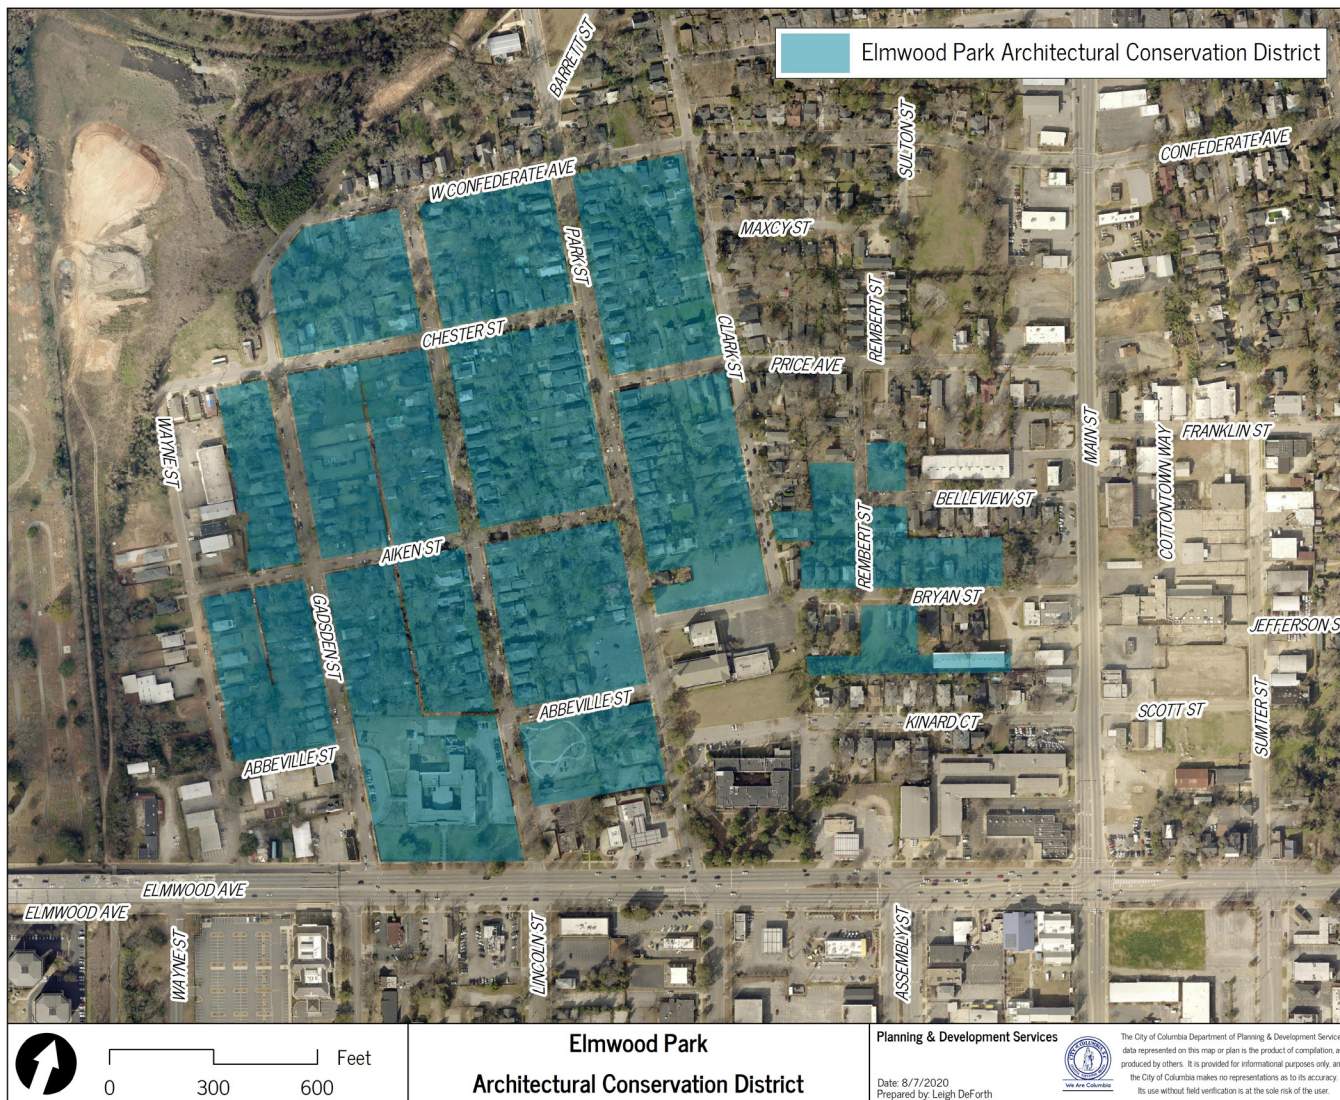 Elmwood Park Architectural Conservation District
BARRETT ST
SULTON ST
CONFEDERATE AVE
W CONFEDERATE AVE
MAXCY ST
PARK ST
REMBERT ST
CHESTER ST
CLARK ST
PRICE AVE
MAIN ST
WAYNE ST
COTTONTOWN WAY
FRANKLIN ST
BELLEVIEW ST
REMBERT ST
AIKEN ST
BRYAN ST
GADSDEN ST
JEFFERSON S
ABBEVILLE ST
KINARD CT
SCOTT ST
SUMTER ST
ABBEVILLE ST
ELMWOOD AVE
ELMWOOD AVE
WAYNE ST
LINCOLN ST
ASSEMBLY ST
Feet
0 300 600
Elmwood Park
Architectural Conservation District
Planning & Development Services
Date: 8/7/2020
Prepared by: Leigh DeForth
We Are Columbia
The City of Columbia Department of Planning & Development Service
data represented on this map or plan is the product of compilation, a
produced by others. It is provided for informational purposes only, an
the City of Columbia makes no representations as to its accuracy.
Its use without field verification is at the sole risk of the user.